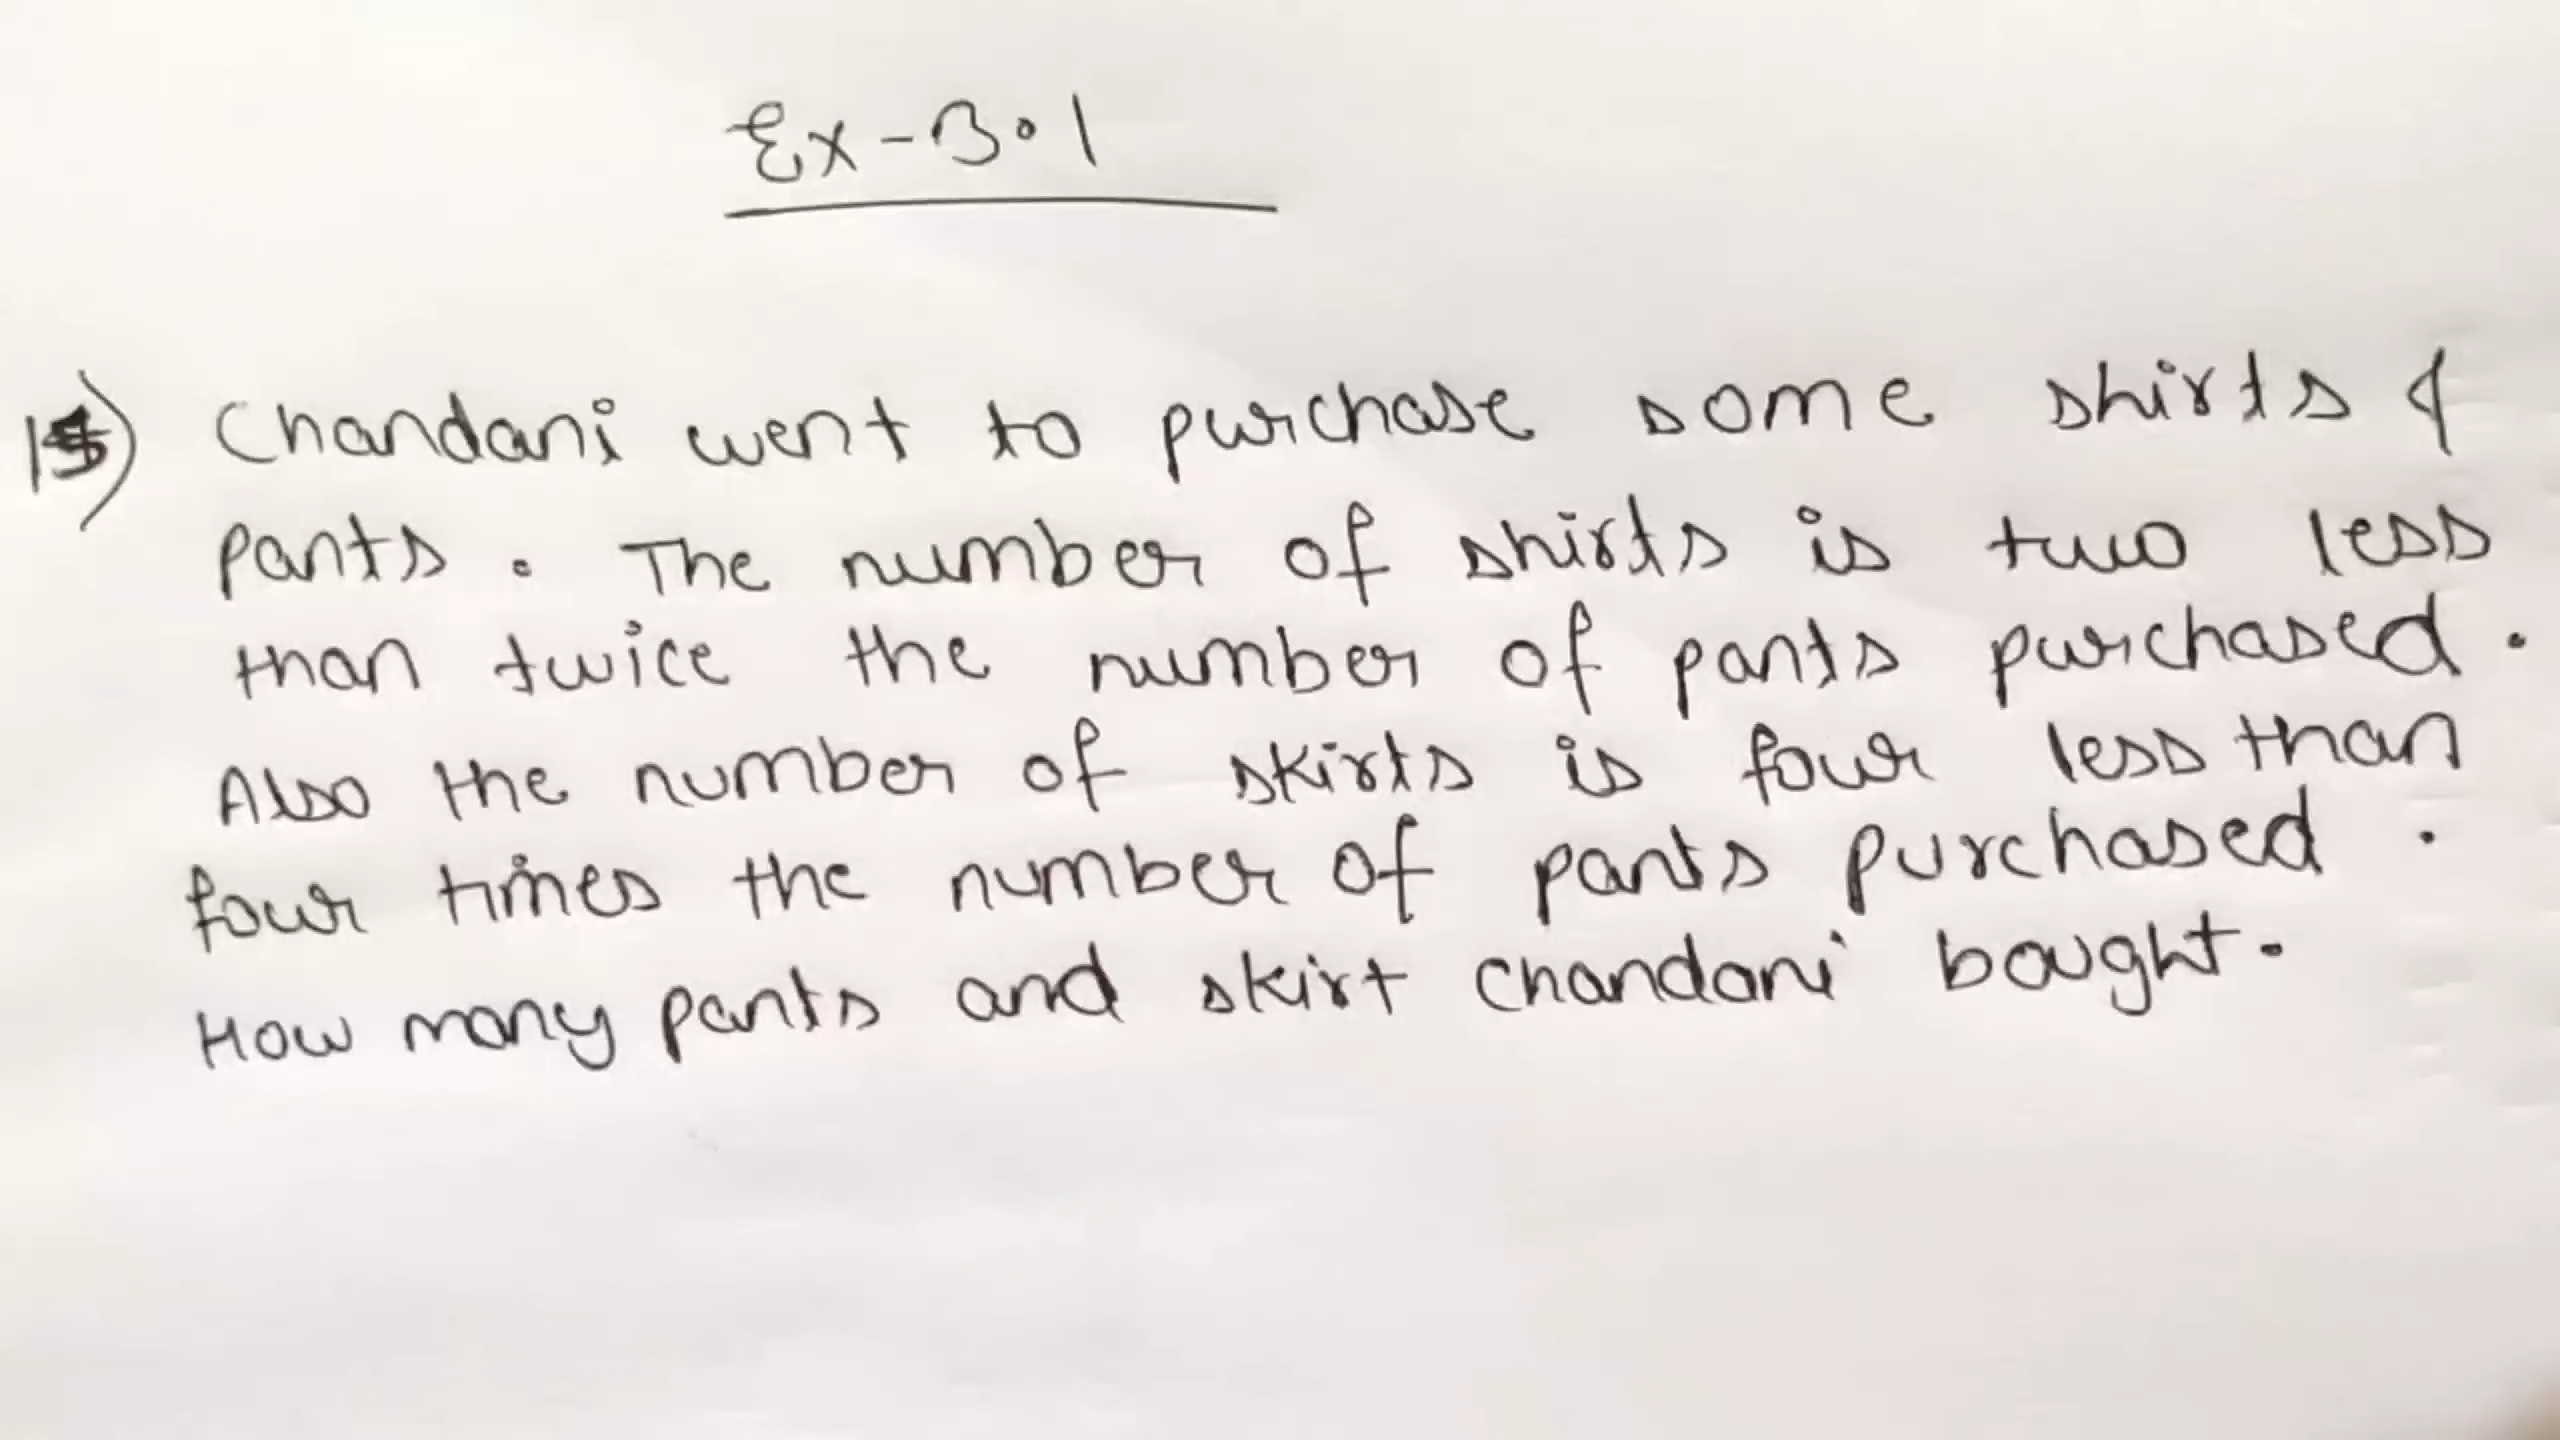 Ex-3.1
15) Chandani went to purchase some shirts &
pants. The number of shirts is two less
than twice the number of pants purchased.
Also the number of skirts is four less than
four times the number of pants purchased.
How many pants and skirt chandani bought.